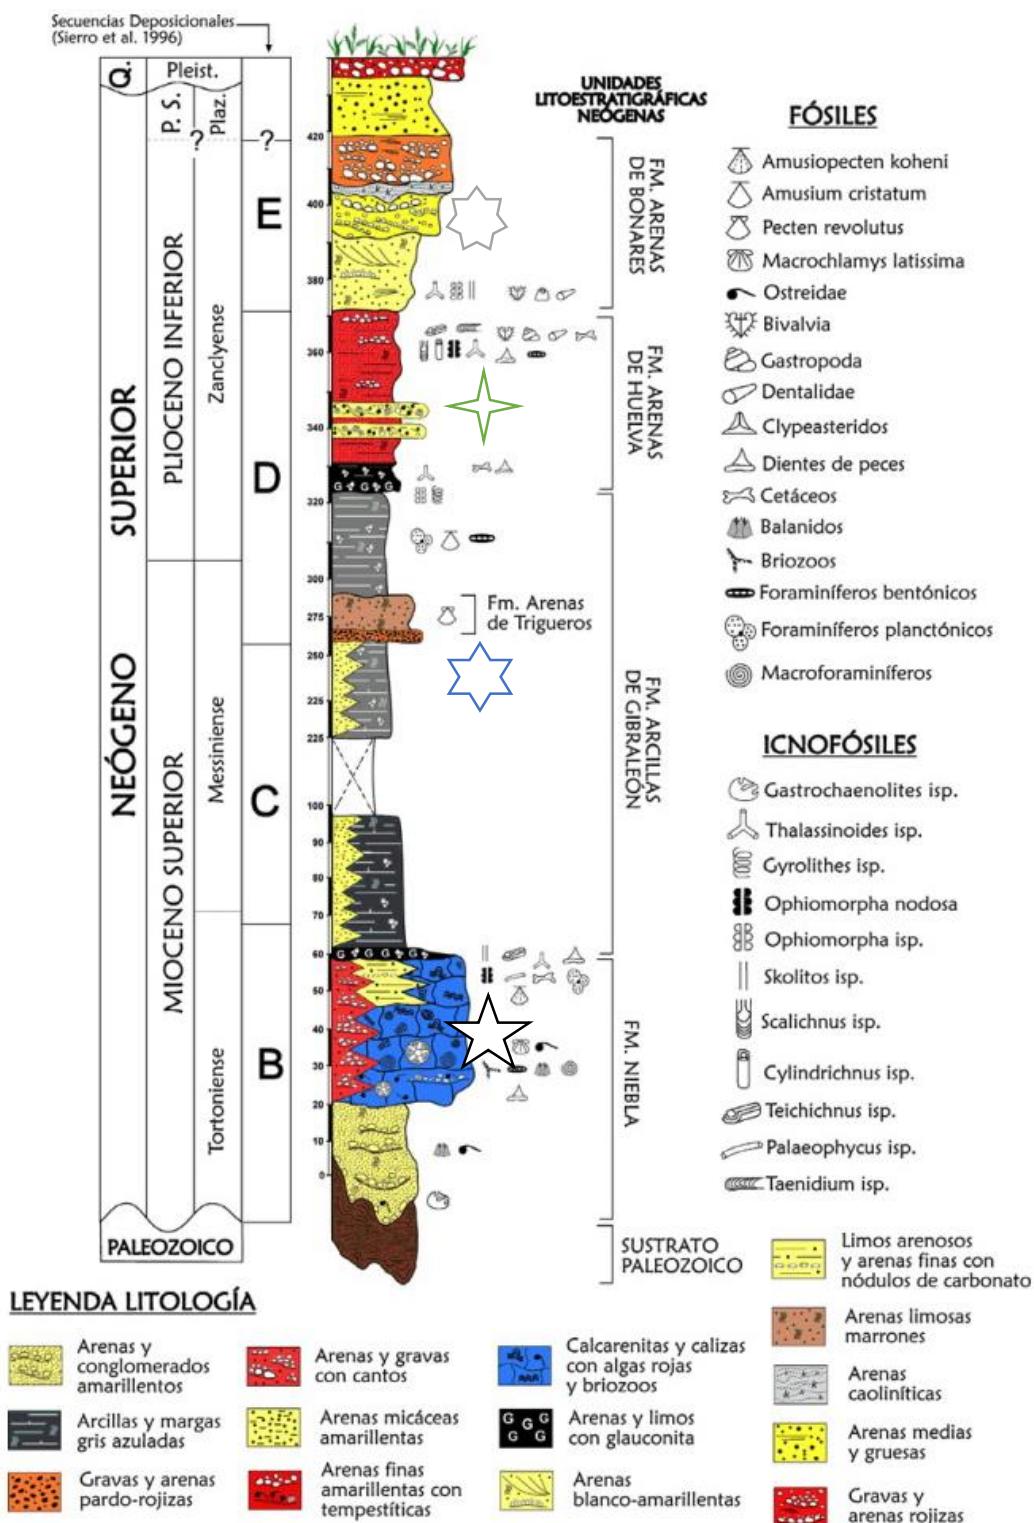 Secuencias Deposicionales
(Sierro et al. 1996)
Q.
Pleist.
P. S.
Plaz.
?
?
NEÓGENO
SUPERIOR
PLIOCENO INFERIOR
Zanclyense
MIOCENO SUPERIOR
Messiniense
Tortoniense
PALEOZOICO
E
D
C
B
420
400
380
360
340
320
300
275
250
225
225
100
90
80
70
60
50
40
30
20
10
0
G G G G
G G G G
Fm. Arenas
de Trigueros
UNIDADES
LITOESTRATIGRÁFICAS
NEÓGENAS
FM. ARENAS
DE BONARES
FM. ARENAS
DE HUELVA
FM. ARCILLAS
DE GIBRALEÓN
FM. NIEBLA
SUSTRATO
PALEOZOICO
FÓSILES
Amusiopecten koheni
Amusium cristatum
Pecten revolutus
Macrochlamys latissima
Ostreidae
Bivalvia
Gastropoda
Dentalidae
Clypeasteridos
Dientes de peces
Cetáceos
Balanidos
Briozoos
Foraminíferos bentónicos
Foraminíferos planctónicos
Macroforaminíferos
ICNOFÓSILES
Gastrochaenolites isp.
Thalassinoides isp.
Gyrolithes isp.
Ophiomorpha nodosa
Ophiomorpha isp.
Skolitos isp.
Scalichnus isp.
Cylindrichnus isp.
Teichichnus isp.
Palaeophycus isp.
Taenidium isp.
LEYENDA LITOLOGÍA
Arenas y
conglomerados
amarillentos
Arcillas y margas
gris azuladas
Gravas y arenas
pardo-rojizas
Arenas y gravas
con cantos
Arenas micáceas
amarillentas
Arenas finas
amarillentas con
tempestíticas
Calcarenitas y calizas
con algas rojas
y briozoos
G G G
G G
Arenas y limos
con glauconita
Arenas
blanco-amarillentas
Limos arenosos
y arenas finas con
nódulos de carbonato
Arenas limosas
marrones
Arenas
caoliníticas
Arenas medias
y gruesas
Gravas y
arenas rojizas